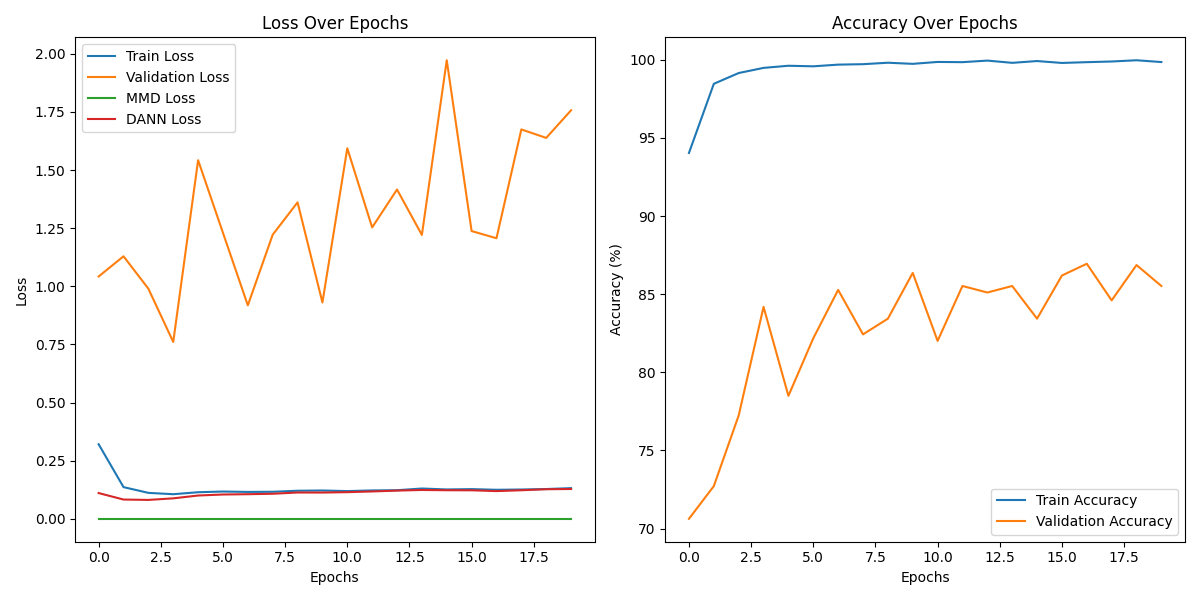 Loss Over Epochs
2.00
1.75
1.50
1.25
1.00
0.75
0.50
0.25
0.00
Loss
Train Loss
Validation Loss
MMD Loss
DANN Loss
0.0 2.5 5.0 7.5 10.0 12.5 15.0 17.5
Epochs
Accuracy Over Epochs
100
95
90
85
80
75
70
Accuracy (%)
Train Accuracy
Validation Accuracy
0.0 2.5 5.0 7.5 10.0 12.5 15.0 17.5
Epochs